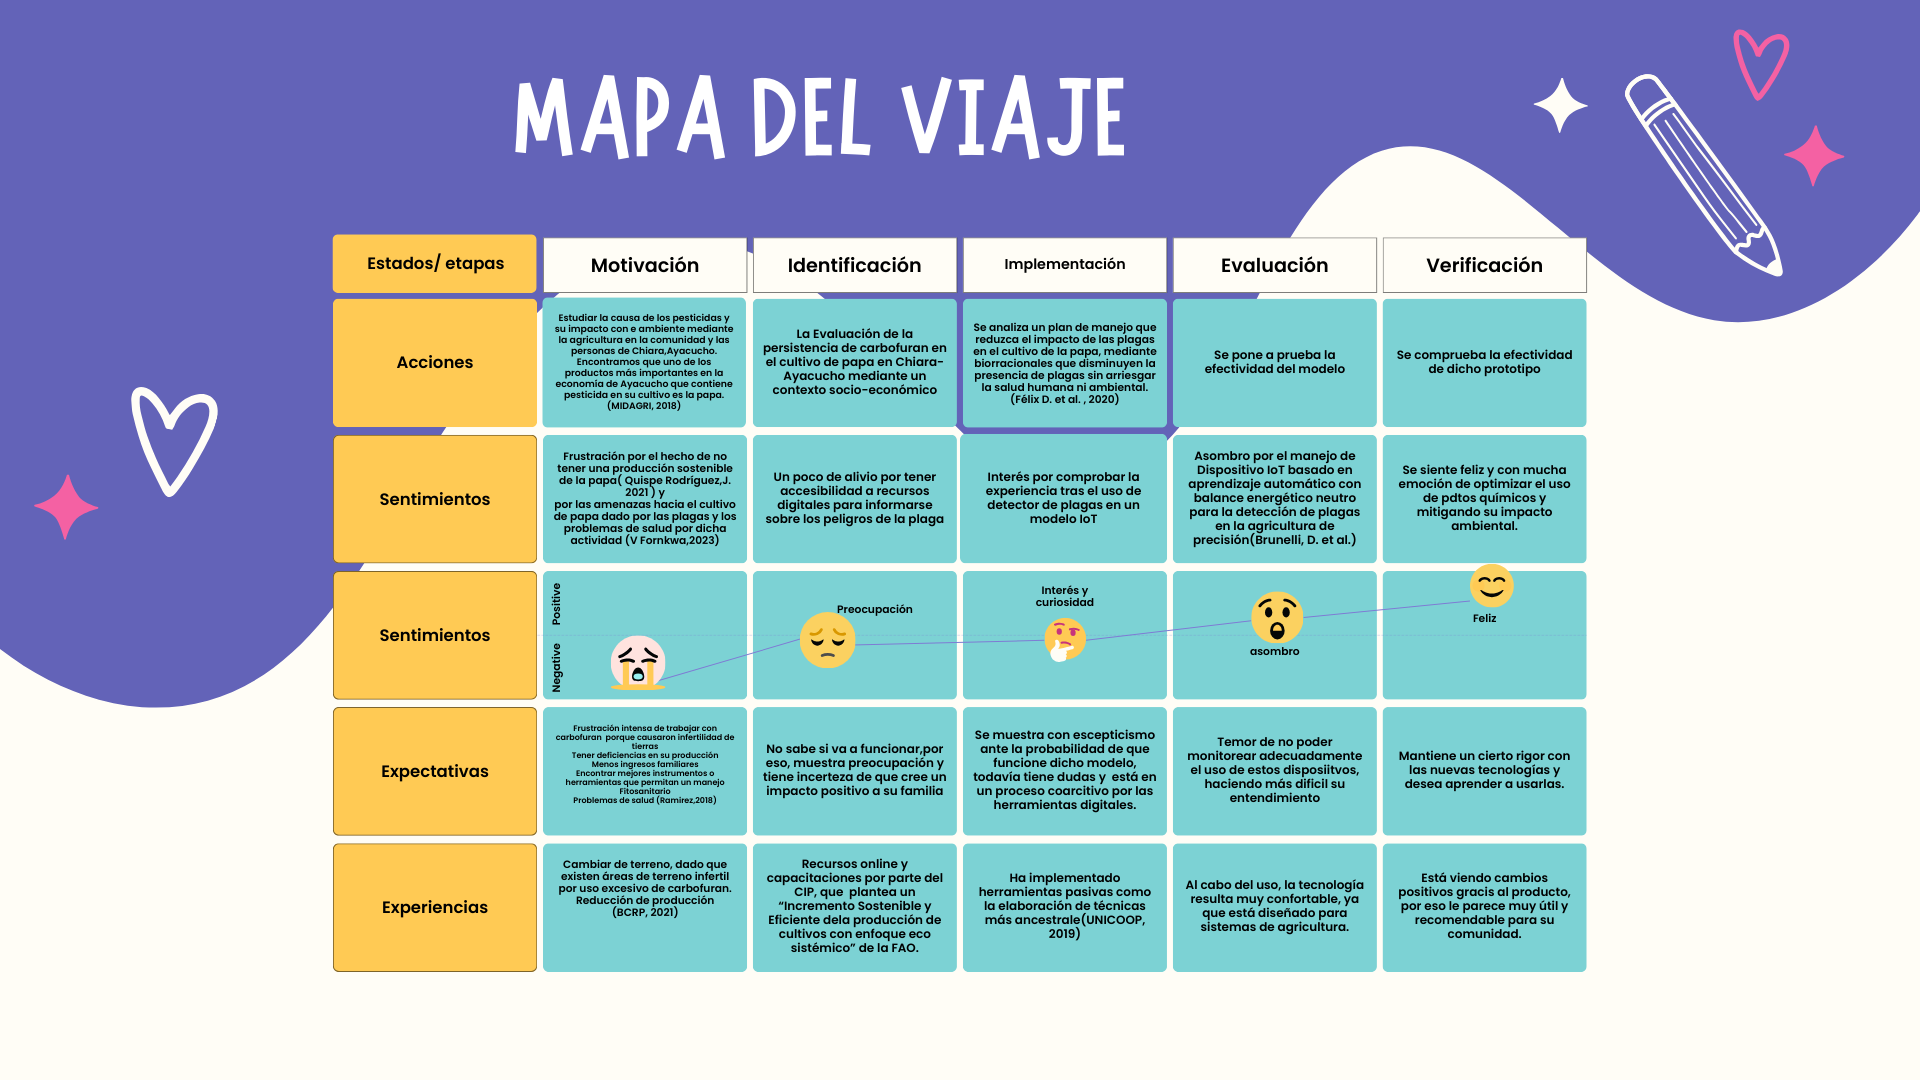 MAPA DEL VIAJE
Estados/ etapas
Motivación
Identificación
Implementación
Evaluación
Verificación
Acciones
Estudiar la causa de los pesticidas y
su impacto con e ambiente mediante
la agricultura en la comunidad y las
personas de Chiara,Ayacucho.
Encontramos que uno de los
productos más importantes en la
economía de Ayacucho que contiene
pesticida en su cultivo es la papa.
(MIDAGRI, 2018)
La Evaluación de la
persistencia de carbofuran en
el cultivo de papa en Chiara-
Ayacucho mediante un
contexto socio-económico
Se analiza un plan de manejo que
reduzca el impacto de las plagas
en el cultivo de la papa, mediante
biorracionales que disminuyen la
presencia de plagas sin arriesgar
la salud humana ni ambiental.
(Félix D. et al. , 2020)
Se pone a prueba la
efectividad del modelo
Se comprueba la efectividad
de dicho prototipo
Sentimientos
Frustración por el hecho de no
tener una producción sostenible
de la papa( Quispe Rodríguez,J.
2021 ) y
por las amenazas hacia el cultivo
de papa dado por las plagas y los
problemas de salud por dicha
actividad (V Fornkwa,2023)
Un poco de alivio por tener
accesibilidad a recursos
digitales para informarse
sobre los peligros de la plaga
Interés por comprobar la
experiencia tras el uso de
detector de plagas en un
modelo IoT
Asombro por el manejo de
Dispositivo IoT basado en
aprendizaje automático con
balance energético neutro
para la detección de plagas
en la agricultura de
precisión(Brunelli, D. et al.)
Se siente feliz y con mucha
emoción de optimizar el uso
de pdtos químicos y
mitigando su impacto
ambiental.
Sentimientos
Positive
Negative
Preocupación
Interés y
curiosidad
asombro
Feliz
Expectativas
Frustración intensa de trabajar con
carbofuran  porque causaron infertilidad de
tierras
Tener deficiencias en su producción
Menos ingresos familiares
Encontrar mejores instrumentos o
herramientas que permitan un manejo
Fitosanitario
Problemas de salud (Ramirez,2018)
No sabe si va a funcionar,por
eso, muestra preocupación y
tiene incerteza de que cree un
impacto positivo a su familia
Se muestra con escepticismo
ante la probabilidad de que
funcione dicho modelo,
todavía tiene dudas y  está en
un proceso coarcitivo por las
herramientas digitales.
Temor de no poder
monitorear adecuadamente
el uso de estos disposiitvos,
haciendo más dificil su
entendimiento
Mantiene un cierto rigor con
las nuevas tecnologías y
desea aprender a usarlas.
Experiencias
Cambiar de terreno, dado que
existen áreas de terreno infertil
por uso excesivo de carbofuran.
Reducción de producción
(BCRP, 2021)
Recursos online y
capacitaciones por parte del
CIP, que  plantea un
“Incremento Sostenible y
Eficiente dela producción de
cultivos con enfoque eco
sistémico” de la FAO.
Ha implementado
herramientas pasivas como
la elaboración de técnicas
más ancestrale(UNICOOP,
2019)
Al cabo del uso, la tecnología
resulta muy confortable, ya
que está diseñado para
sistemas de agricultura.
Está viendo cambios
positivos gracis al producto,
por eso le parece muy útil y
recomendable para su
comunidad.